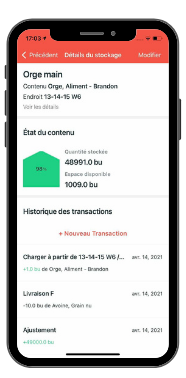 17:03
Précédent Détails du stockage Modifier
Orge main
Contenu Orge, Aliment - Brandon
Endroit 13-14-15 W6
Voir les détails
État du contenu
98%
Quantité stockée
48991.0 bu
Espace disponible
1009.0 bu
Historique des transactions
+ Nouveau Transaction
Charger à partir de 13-14-15 W6 /... avr. 14, 2021
+1.0 bu de Orge, Aliment - Brandon
Livraison F avr. 14, 2021
-10.0 bu de Avoine, Grain nu
Ajustement avr. 14, 2021
+49000.0 bu